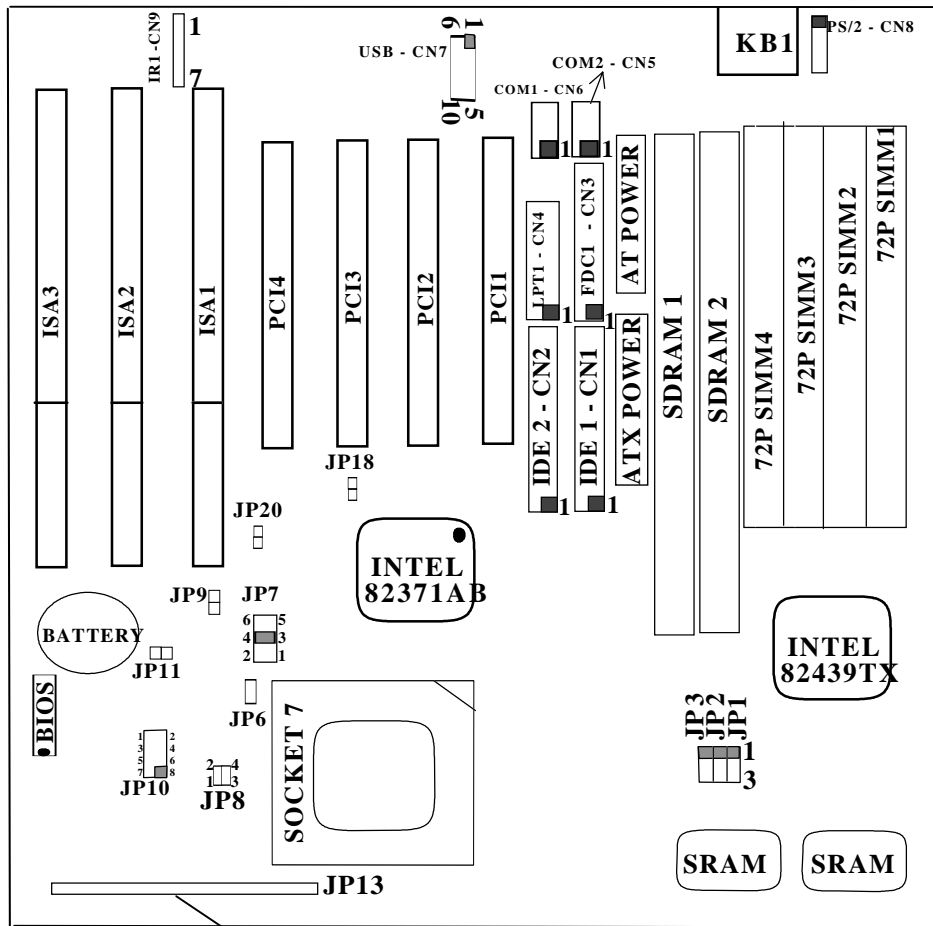 IR1 -CN9
1
7
6 1
USB - CN7
10 5
KB1
PS/2 - CN8
COM2 - CN5
COM1 - CN6
1
1
ISA3
ISA2
ISA1
PCI4
PCI3
PCI2
PCI1
LPT1 - CN4
1
FDC1 - CN3
1
AT POWER
IDE 2 - CN2
1
IDE 1 - CN1
1
ATX POWER
SDRAM 1
SDRAM 2
72P SIMM4
72P SIMM3
72P SIMM2
72P SIMM1
JP18
JP20
INTEL
82371AB
JP9
JP7
6 5
4 3
2 1
BATTERY
JP11
INTEL
82439TX
BIOS
JP6
JP3
JP2
JP1
1
3
1 2
3 4
5 6
7 8
JP10
2 4
1 3
JP8
SOCKET 7
SRAM
SRAM
JP13